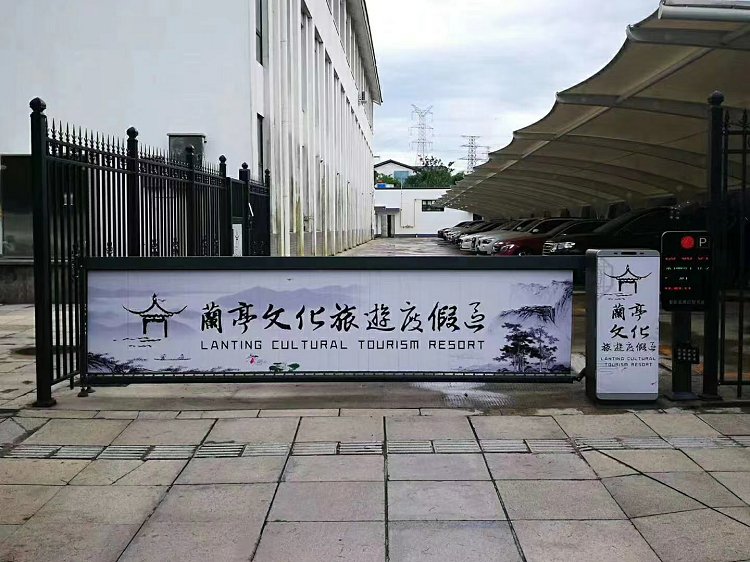 蘭亭文化旅遊度假區
LANTING CULTURAL TOURISM RESORT
蘭亭
文化
旅遊度假區
LANTING CULTURAL
TOURISM RESORT
P